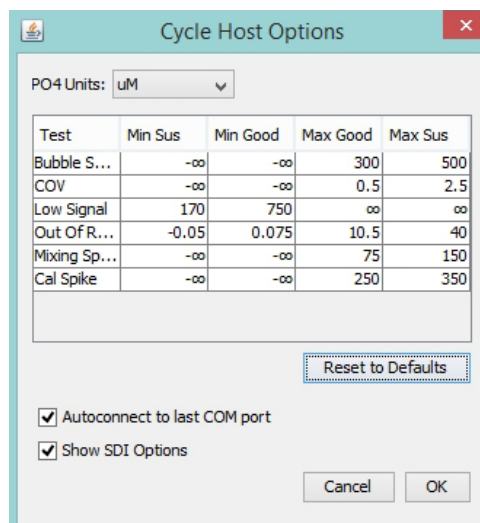 Cycle Host Options
PO4 Units: uM
Test Min Sus Min Good Max Good Max Sus
Bubble S... -∞ -∞ 300 500
COV -∞ -∞ 0.5 2.5
Low Signal 170 750 ∞ ∞
Out Of R... -0.05 0.075 10.5 40
Mixing Sp... -∞ -∞ 75 150
Cal Spike -∞ -∞ 250 350
Reset to Defaults
Autoconnect to last COM port
Show SDI Options
Cancel OK